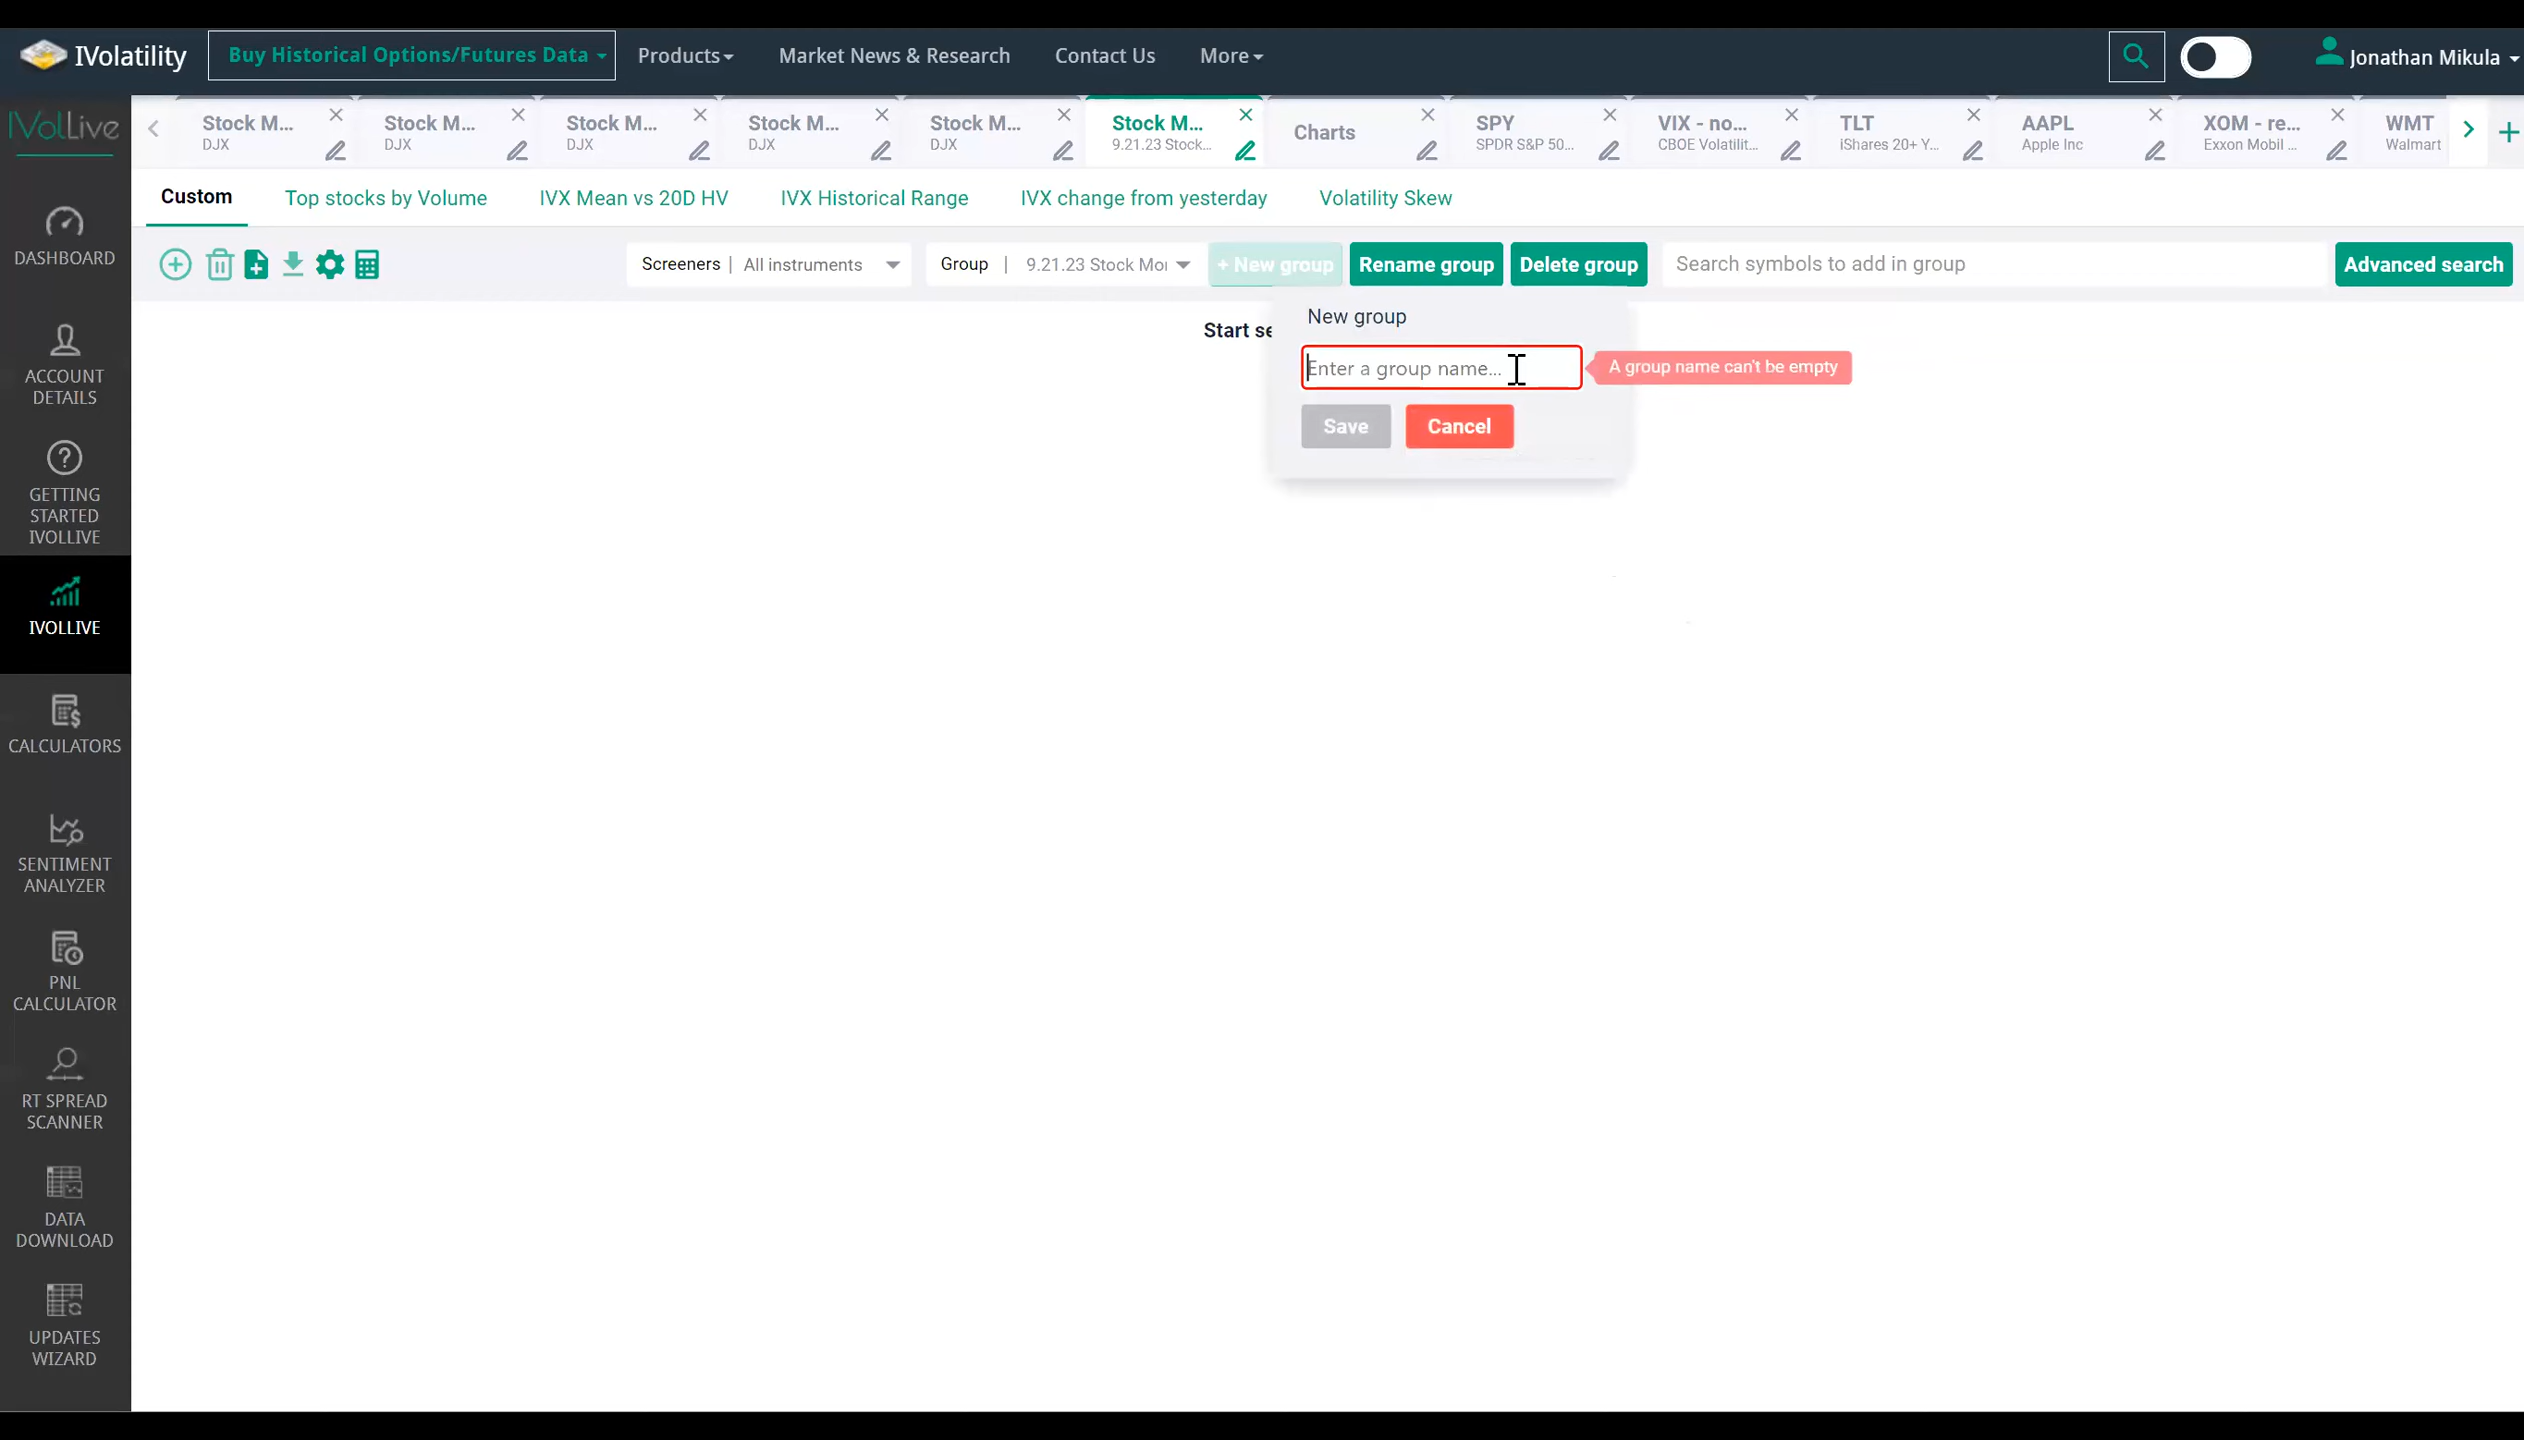 IVolatility
Buy Historical Options/Futures Data
Products
Market News & Research
Contact Us
More
Jonathan Mikula
IVolLive
Stock M...
DJX
Stock M...
DJX
Stock M...
DJX
Stock M...
DJX
Stock M...
DJX
Stock M...
9.21.23 Stock...
Charts
SPY
SPDR S&P 50...
VIX - no...
CBOE Volatilit...
TLT
iShares 20+ Y...
AAPL
Apple Inc
XOM - re...
Exxon Mobil ...
WMT
Walmart
Custom
Top stocks by Volume
IVX Mean vs 20D HV
IVX Historical Range
IVX change from yesterday
Volatility Skew
Screeners | All instruments
Group | 9.21.23 Stock Mo
+ New group
Rename group
Delete group
Search symbols to add in group
Advanced search
Start se
New group
Enter a group name...
A group name can't be empty
Save
Cancel
DASHBOARD
ACCOUNT
DETAILS
GETTING
STARTED
IVOLLIVE
IVOLLIVE
CALCULATORS
SENTIMENT
ANALYZER
PNL
CALCULATOR
RT SPREAD
SCANNER
DATA
DOWNLOAD
UPDATES
WIZARD